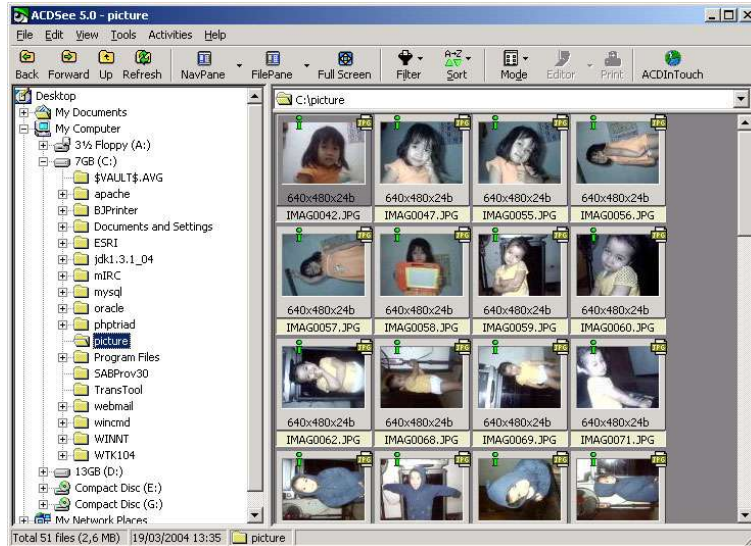 ACDSee 5.0 - picture
File Edit View Tools Activities Help
Back Forward Up Refresh NavPane FilePane Full Screen Filter Sort Mode Editor Print ACDInTouch
Desktop
My Documents
My Computer
3½ Floppy (A:)
7GB (C:)
$VAULT$.AVG
apache
BJPrinter
Documents and Settings
ESRI
jdk1.3.1_04
mIRC
mysql
oracle
phptriad
picture
Program Files
SABProv30
TransTool
webmail
wincmd
WINNT
WTK104
13GB (D:)
Compact Disc (E:)
Compact Disc (G:)
My Network Places
C:\picture
640x480x24b 640x480x24b 640x480x24b 640x480x24b
IMAG0042.JPG IMAG0047.JPG IMAG0055.JPG IMAG0056.JPG
640x480x24b 640x480x24b 640x480x24b 640x480x24b
IMAG0057.JPG IMAG0058.JPG IMAG0059.JPG IMAG0060.JPG
640x480x24b 640x480x24b 640x480x24b 640x480x24b
IMAG0062.JPG IMAG0068.JPG IMAG0069.JPG IMAG0071.JPG
Total 51 files (2,6 MB) 19/03/2004 13:35 picture